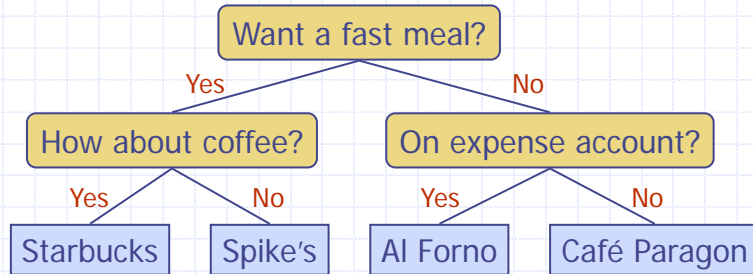 Want a fast meal?
Yes
No
How about coffee?
On expense account?
Yes
No
Yes
No
Starbucks
Spike’s
Al Forno
Café Paragon